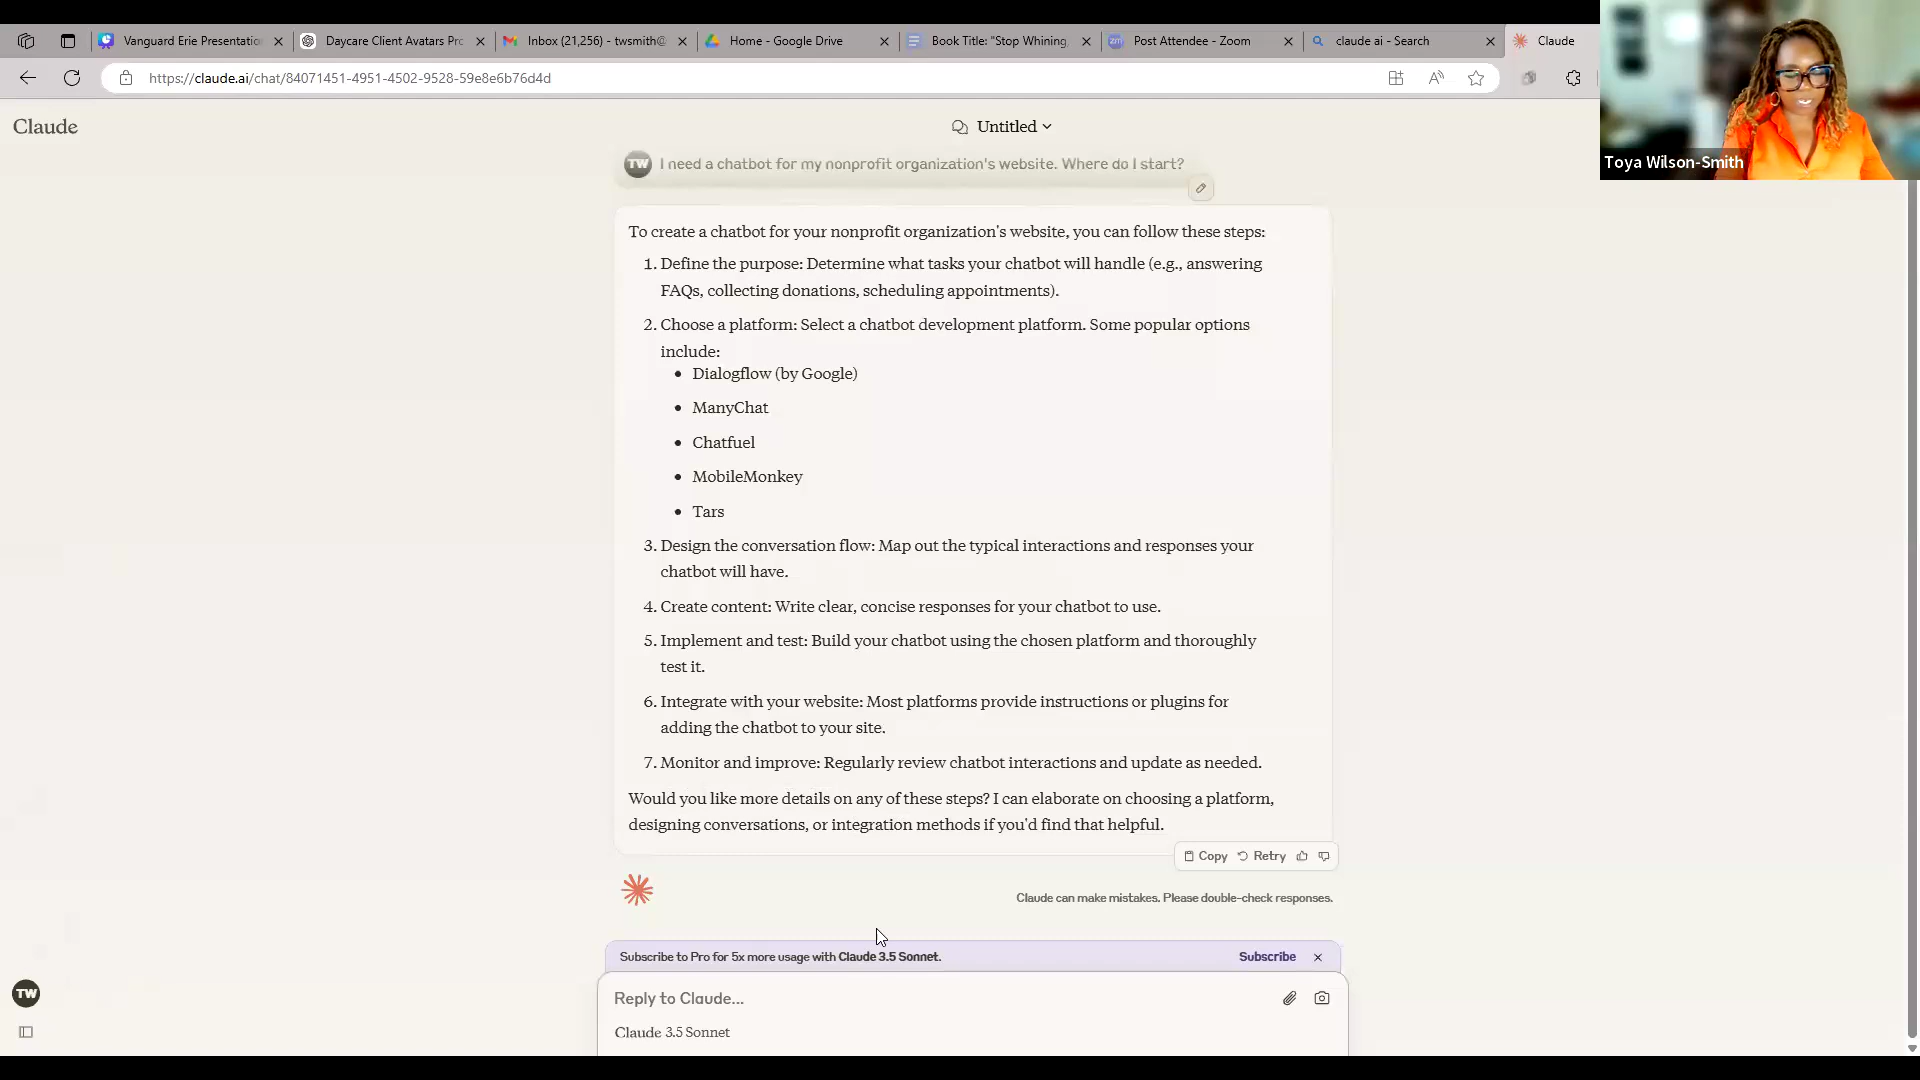 Vanguard Erie Presentatio
Daycare Client Avatars Pro
Inbox (21,256) - twsmith@
Home - Google Drive
Book Title: "Stop Whining,
Post Attendee - Zoom
claude ai - Search
Claude
https://claude.ai/chat/84071451-4951-4502-9528-59e8e6b76d4d
Toya Wilson-Smith
Claude
Untitled
TW
I need a chatbot for my nonprofit organization's website. Where do I start?
To create a chatbot for your nonprofit organization's website, you can follow these steps:
1. Define the purpose: Determine what tasks your chatbot will handle (e.g., answering
FAQs, collecting donations, scheduling appointments).
2. Choose a platform: Select a chatbot development platform. Some popular options
include:
• Dialogflow (by Google)
• ManyChat
• Chatfuel
• MobileMonkey
• Tars
3. Design the conversation flow: Map out the typical interactions and responses your
chatbot will have.
4. Create content: Write clear, concise responses for your chatbot to use.
5. Implement and test: Build your chatbot using the chosen platform and thoroughly
test it.
6. Integrate with your website: Most platforms provide instructions or plugins for
adding the chatbot to your site.
7. Monitor and improve: Regularly review chatbot interactions and update as needed.
Would you like more details on any of these steps? I can elaborate on choosing a platform,
designing conversations, or integration methods if you'd find that helpful.
Copy Retry
Claude can make mistakes. Please double-check responses.
Subscribe to Pro for 5x more usage with Claude 3.5 Sonnet. Subscribe
TW
Reply to Claude...
Claude 3.5 Sonnet